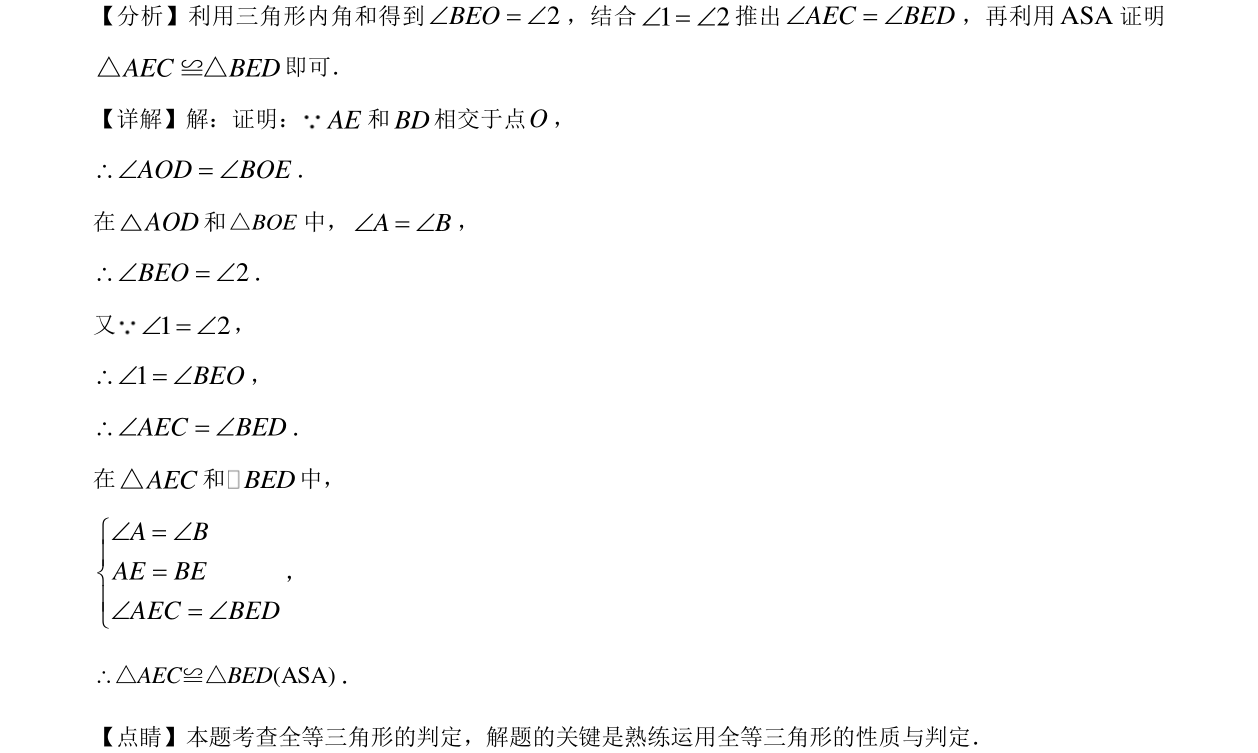 【分析】利用三角形内角和得到∠BEO = ∠2，结合∠1 = ∠2推出∠AEC = ∠BED，再利用 ASA 证明
△AEC ≌△BED即可．
【详解】解：证明：∵AE和BD相交于点O，
∴∠AOD = ∠BOE．
在△AOD和△BOE中，∠A = ∠B，
∴∠BEO = ∠2．
又∵∠1 = ∠2，
∴∠1 = ∠BEO，
∴∠AEC = ∠BED．
在△AEC和□BED中，
∠A = ∠B
AE = BE ，
∠AEC = ∠BED
∴△AEC≌△BED(ASA)．
【点睛】本题考查全等三角形的判定，解题的关键是熟练运用全等三角形的性质与判定．